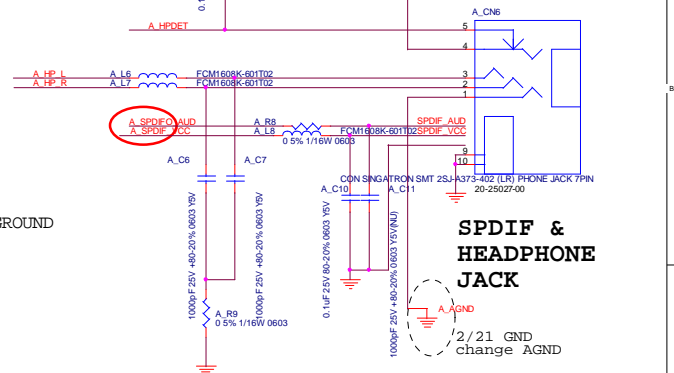 0.1
A_CN6
A_HPDET
5
4
A_HP_L
A_L6
FCM1608K-601T02
3
A_HP_R
A_L7
FCM1608K-601T02
2
1
B
A_SPDIFO_AUD
A_R8
SPDIF_AUD
A_SPDIF_VCC
A_L8
FCM1608K-601T02
SPDIF_VCC
0 5% 1/16W 0603
9
10
A_C6
A_C7
A_C10
A_C11
CON SINGATRON SMT 2SJ-A373-402 (LR) PHONE JACK 7PIN
20-25027-00
1000pF 25V +80-20% 0603 Y5V
1000pF 25V +80-20% 0603 Y5V
0.1uF 25V 80-20% 0603 Y5V
1000pF 25V +80-20% 0603 Y5V(NU)
GROUND
SPDIF &
HEADPHONE
JACK
A_R9
0 5% 1/16W 0603
A_AGND
2/21 GND
change AGND